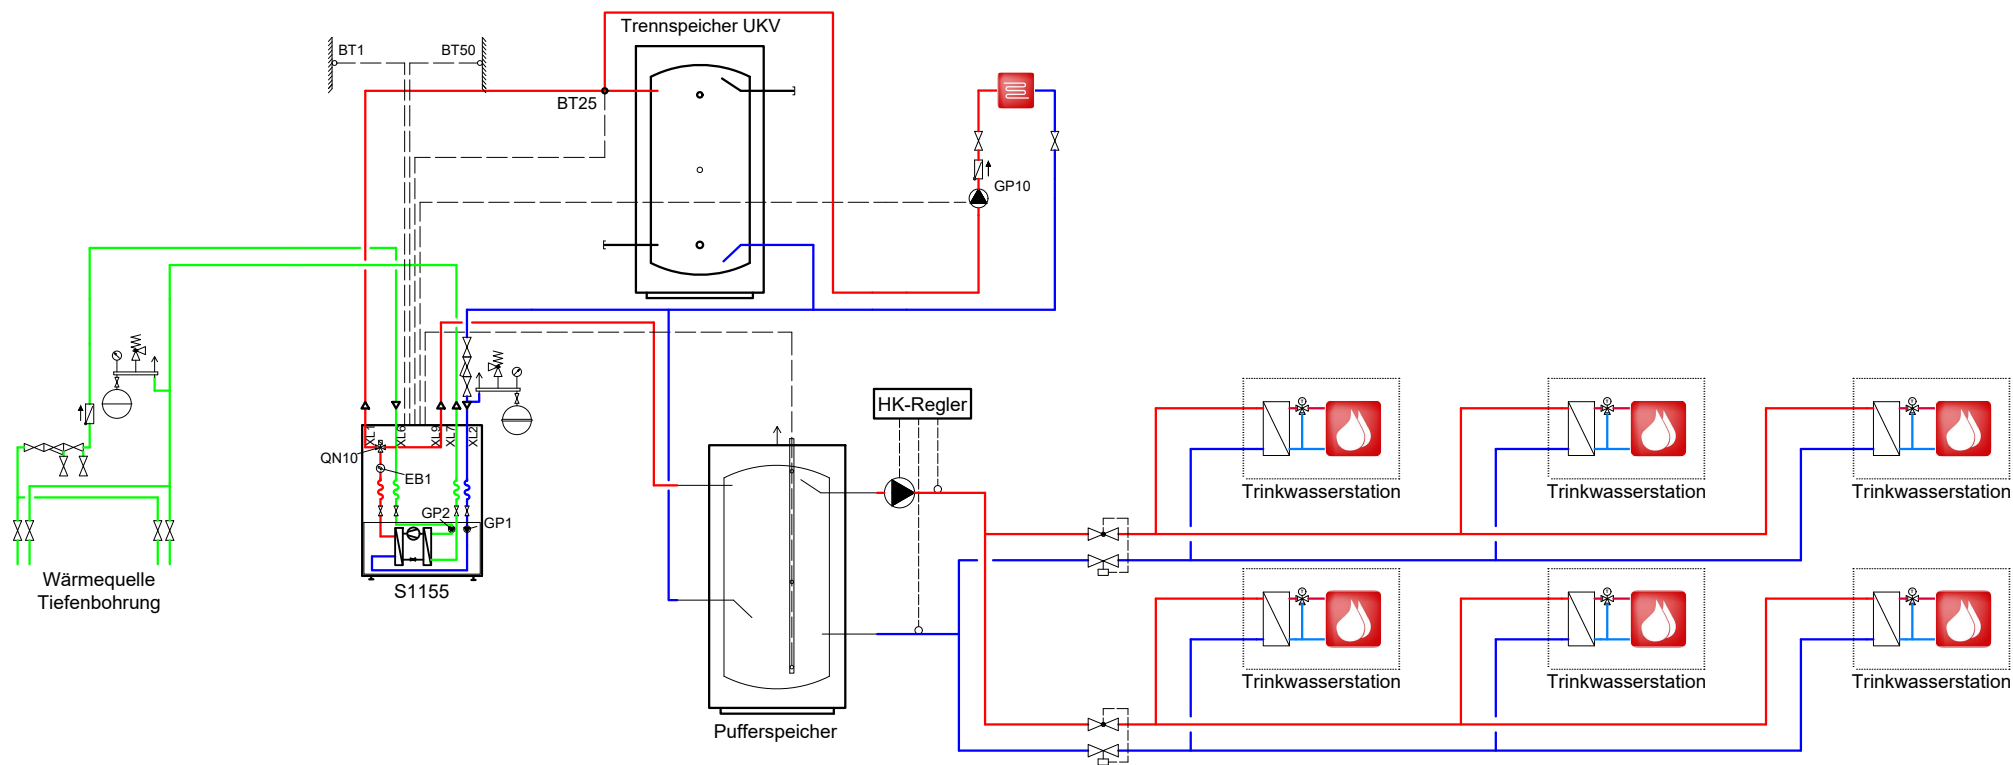 Trennspeicher UKV
BT1
BT50
BT25
GP10
HK-Regler
XL1
XL6
XL9
XL7
XL2
QN10
EB1
GP2
GP1
S1155
Wärmequelle
Tiefenbohrung
Pufferspeicher
Trinkwasserstation
Trinkwasserstation
Trinkwasserstation
Trinkwasserstation
Trinkwasserstation
Trinkwasserstation